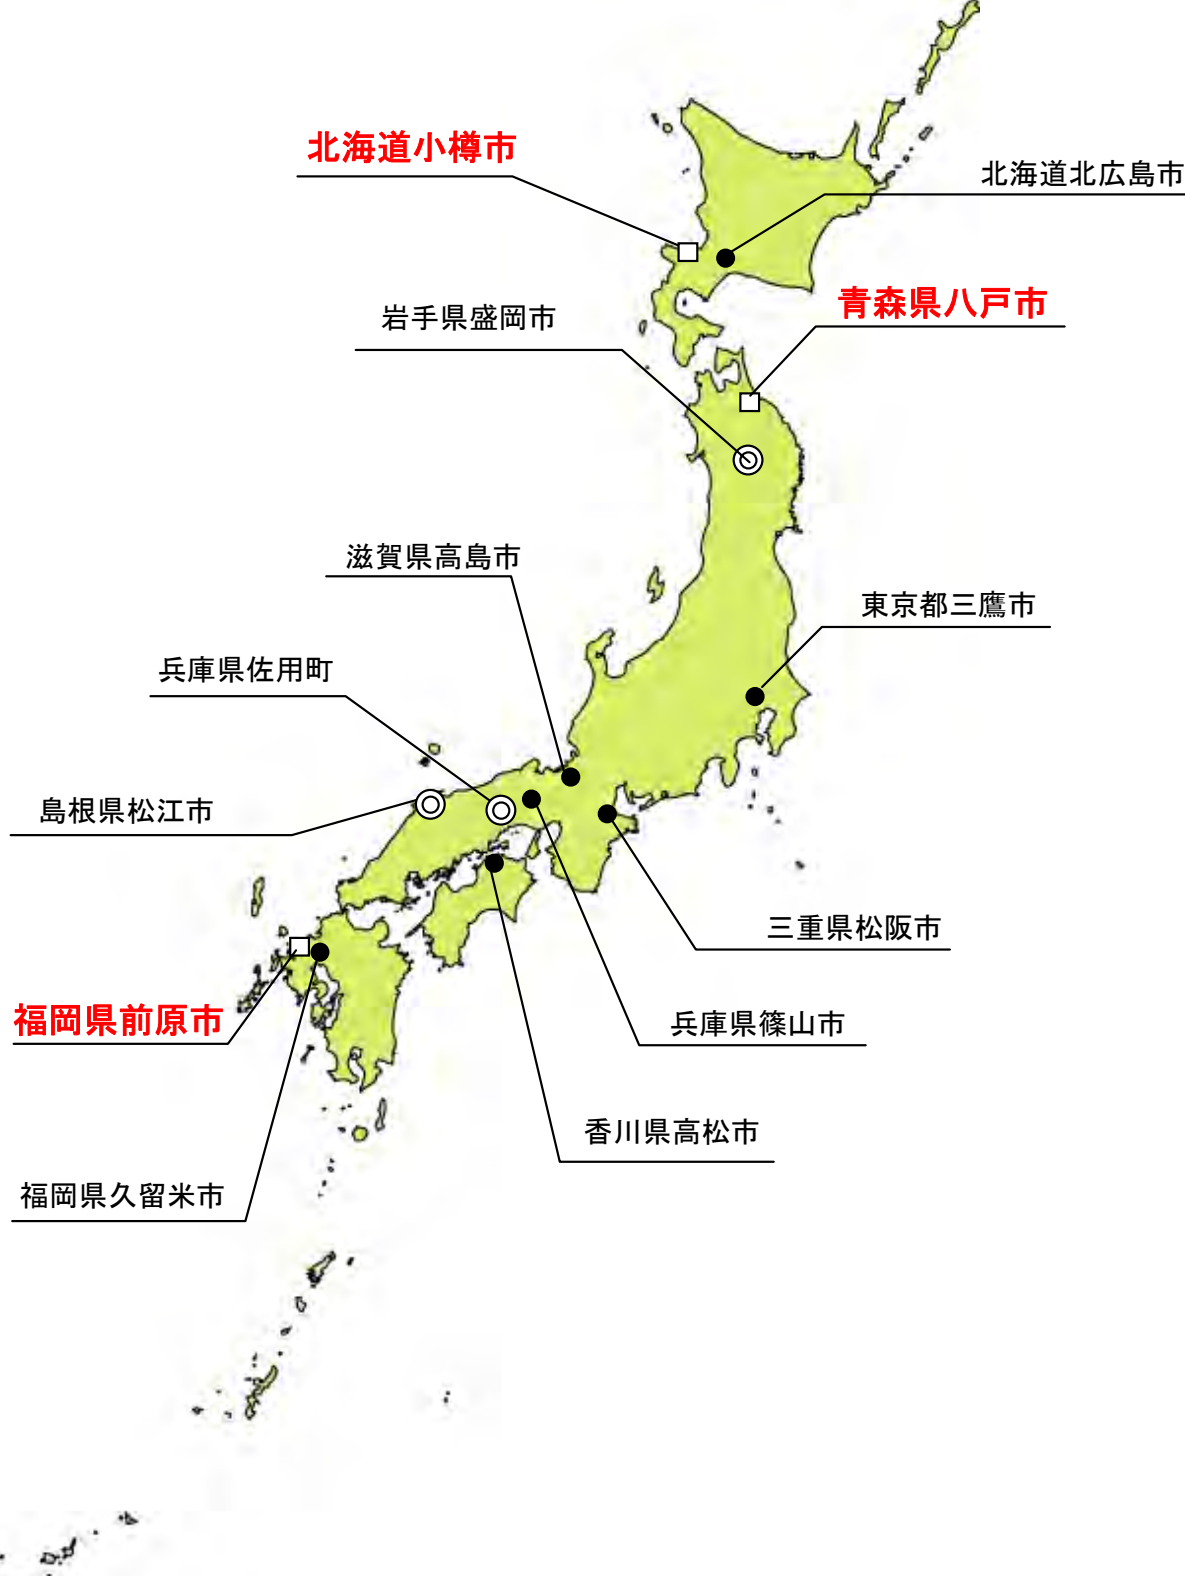 北海道小樽市
北海道北広島市
青森県八戸市
岩手県盛岡市
滋賀県高島市
東京都三鷹市
兵庫県佐用町
島根県松江市
三重県松阪市
福岡県前原市
兵庫県篠山市
香川県高松市
福岡県久留米市